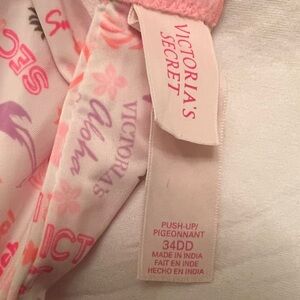 VICTORIA'S
SECRET
VICTORIA'S
Aloha
PUSH-UP/
PIGEONNANT
34DD
MADE IN INDIA
FAIT EN INDE
HECHO EN INDIA